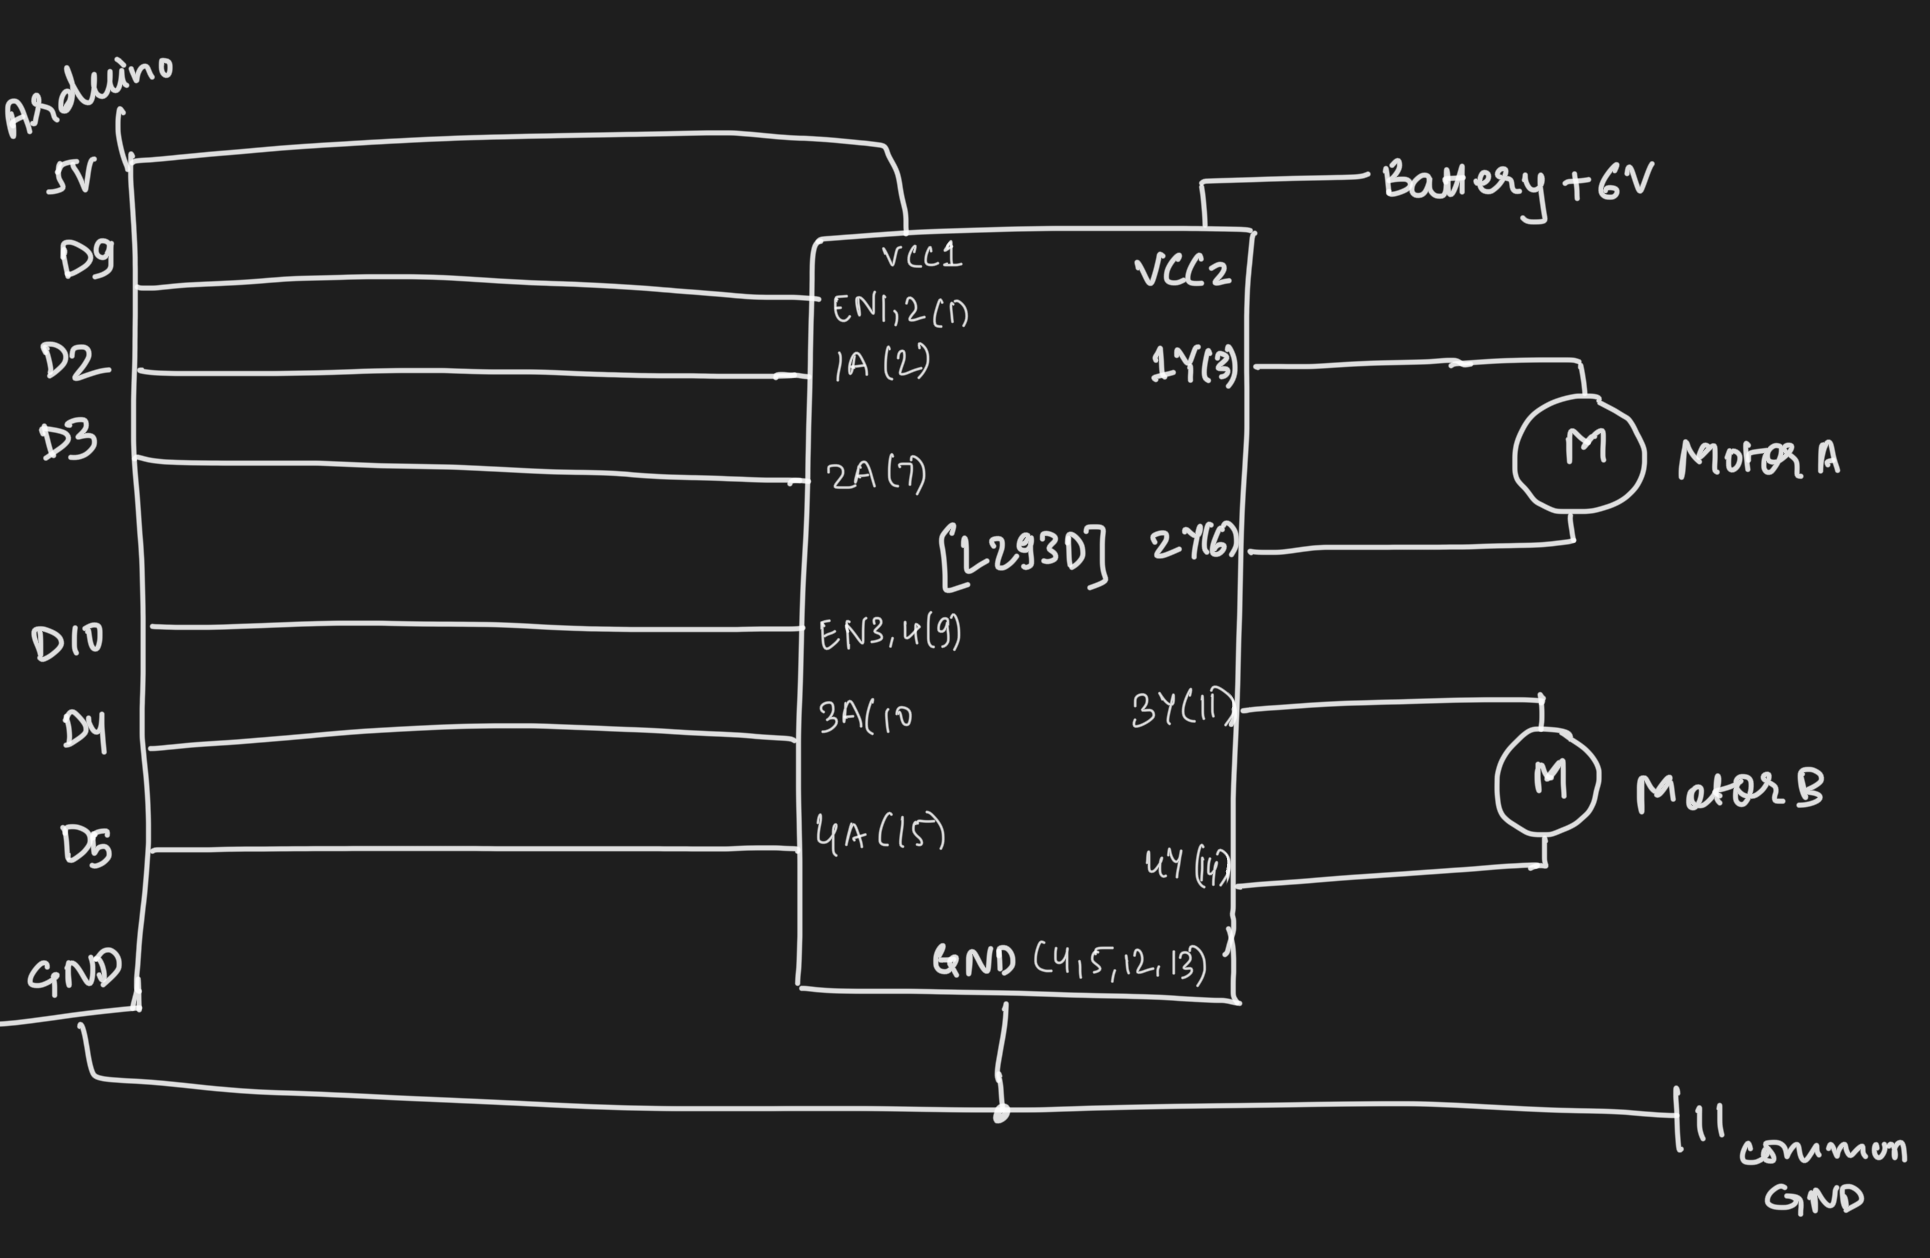 Arduino
5V
D9
D2
D3
D10
D4
D5
GND
VCC1
EN1,2(1)
1A(2)
2A(7)
[L293D]
EN3,4(9)
3A(10
4A(15)
GND (4,5,12,13)
VCC2
1Y(3)
2Y(6)
3Y(11)
4Y(14)
Battery +6V
M
Motor A
M
Motor B
common
GND